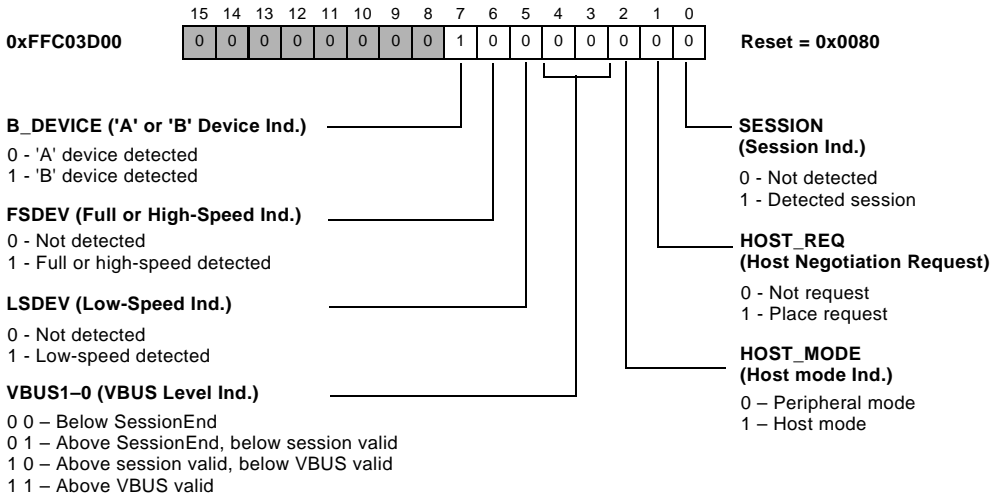 15 14 13 12 11 10 9 8 7 6 5 4 3 2 1 0
0xFFC03D00 0 0 0 0 0 0 0 0 1 0 0 0 0 0 0 0 Reset = 0x0080
B_DEVICE ('A' or 'B' Device Ind.)
0 - 'A' device detected
1 - 'B' device detected
FSDEV (Full or High-Speed Ind.)
0 - Not detected
1 - Full or high-speed detected
LSDEV (Low-Speed Ind.)
0 - Not detected
1 - Low-speed detected
VBUS1–0 (VBUS Level Ind.)
0 0 – Below SessionEnd
0 1 – Above SessionEnd, below session valid
1 0 – Above session valid, below VBUS valid
1 1 – Above VBUS valid
SESSION
(Session Ind.)
0 - Not detected
1 - Detected session
HOST_REQ
(Host Negotiation Request)
0 - Not request
1 - Place request
HOST_MODE
(Host mode Ind.)
0 – Peripheral mode
1 – Host mode